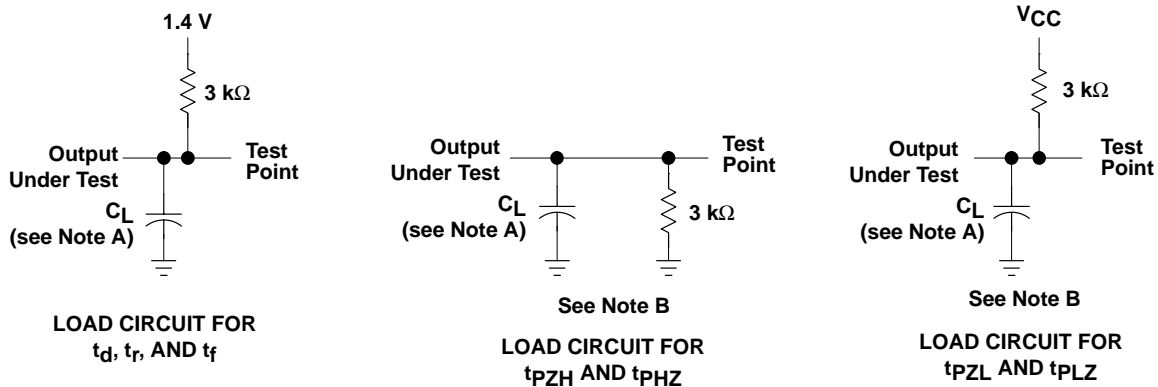 1.4 V
3 kΩ
Output
Under Test
Test
Point
CL
(see Note A)
LOAD CIRCUIT FOR
td, tr, AND tf
Output
Under Test
Test
Point
CL
(see Note A)
3 kΩ
See Note B
LOAD CIRCUIT FOR
tPZH AND tPHZ
VCC
3 kΩ
Output
Under Test
Test
Point
CL
(see Note A)
See Note B
LOAD CIRCUIT FOR
tPZL AND tPLZ